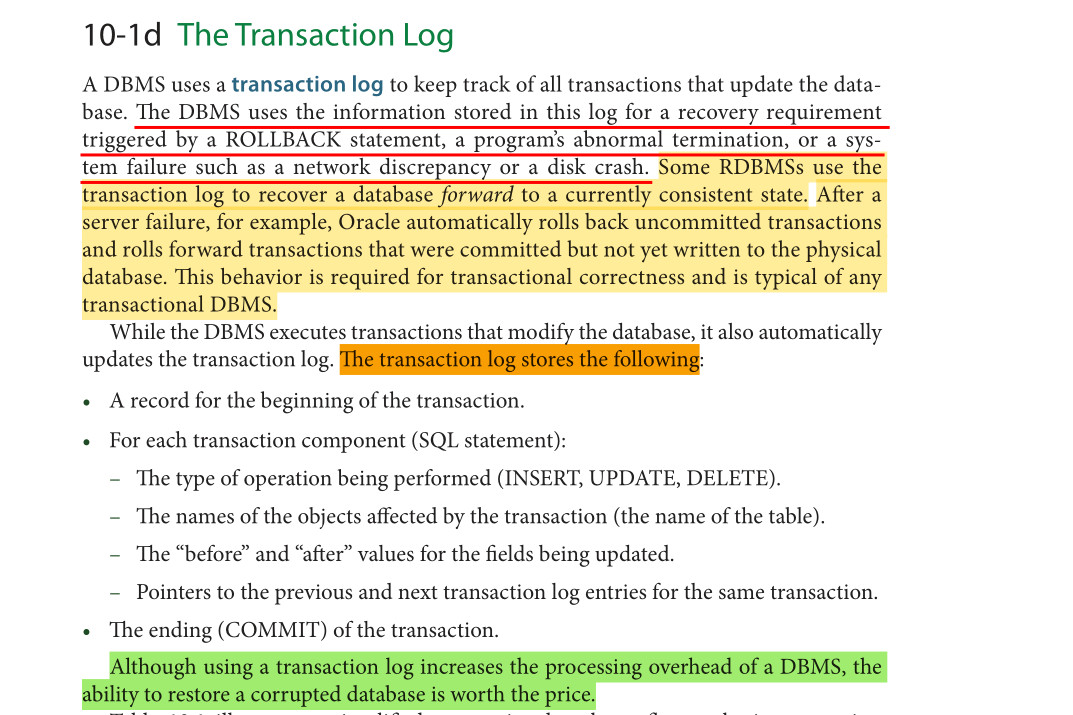 10-1d The Transaction Log
A DBMS uses a transaction log to keep track of all transactions that update the data-
base. The DBMS uses the information stored in this log for a recovery requirement
triggered by a ROLLBACK statement, a program's abnormal termination, or a sys-
tem failure such as a network discrepancy or a disk crash. Some RDBMSs use the
transaction log to recover a database forward to a currently consistent state. After a
server failure, for example, Oracle automatically rolls back uncommitted transactions
and rolls forward transactions that were committed but not yet written to the physical
database. This behavior is required for transactional correctness and is typical of any
transactional DBMS.
While the DBMS executes transactions that modify the database, it also automatically
updates the transaction log. The transaction log stores the following:
• A record for the beginning of the transaction.
• For each transaction component (SQL statement):
– The type of operation being performed (INSERT, UPDATE, DELETE).
– The names of the objects affected by the transaction (the name of the table).
– The “before” and “after” values for the fields being updated.
– Pointers to the previous and next transaction log entries for the same transaction.
• The ending (COMMIT) of the transaction.
Although using a transaction log increases the processing overhead of a DBMS, the
ability to restore a corrupted database is worth the price.